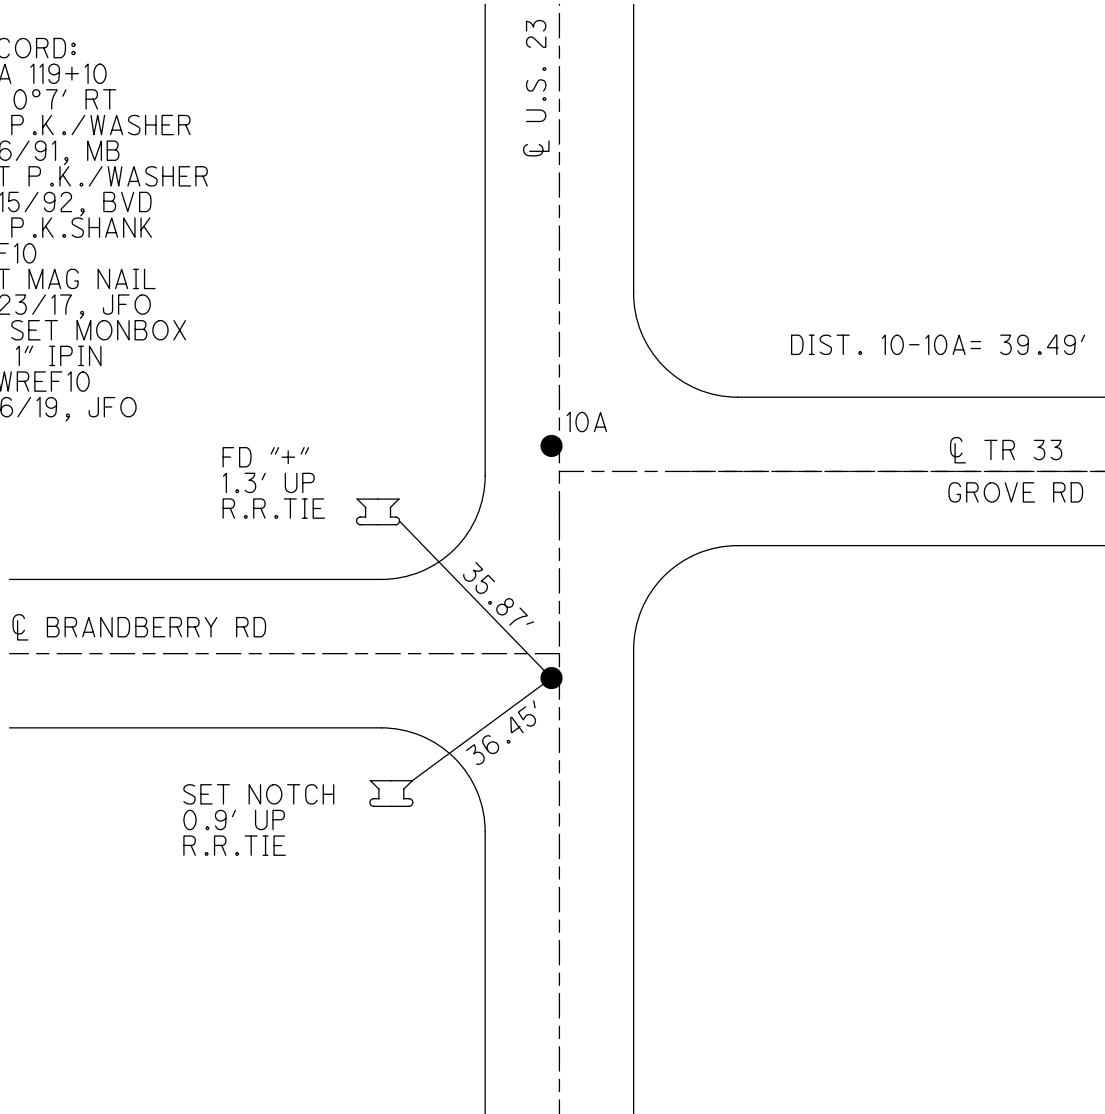 CORD:
A 119+10
0°7' RT
P.K./WASHER
6/91, MB
T P.K./WASHER
15/92, BVD
P.K.SHANK
F10
T MAG NAIL
23/17, JFO
SET MONBOX
1" IPIN
WREF10
6/19, JFO
℄ U.S. 23
DIST. 10-10A= 39.49'
10A
℄ TR 33
GROVE RD
FD "+"
1.3' UP
R.R.TIE
35.87'
℄ BRANDBERRY RD
36.45'
SET NOTCH
0.9' UP
R.R.TIE